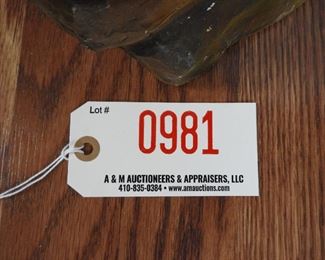 Lot #
0981
A & M AUCTIONEERS & APPRAISERS, LLC
410-835-0384 • www.amauctions.com